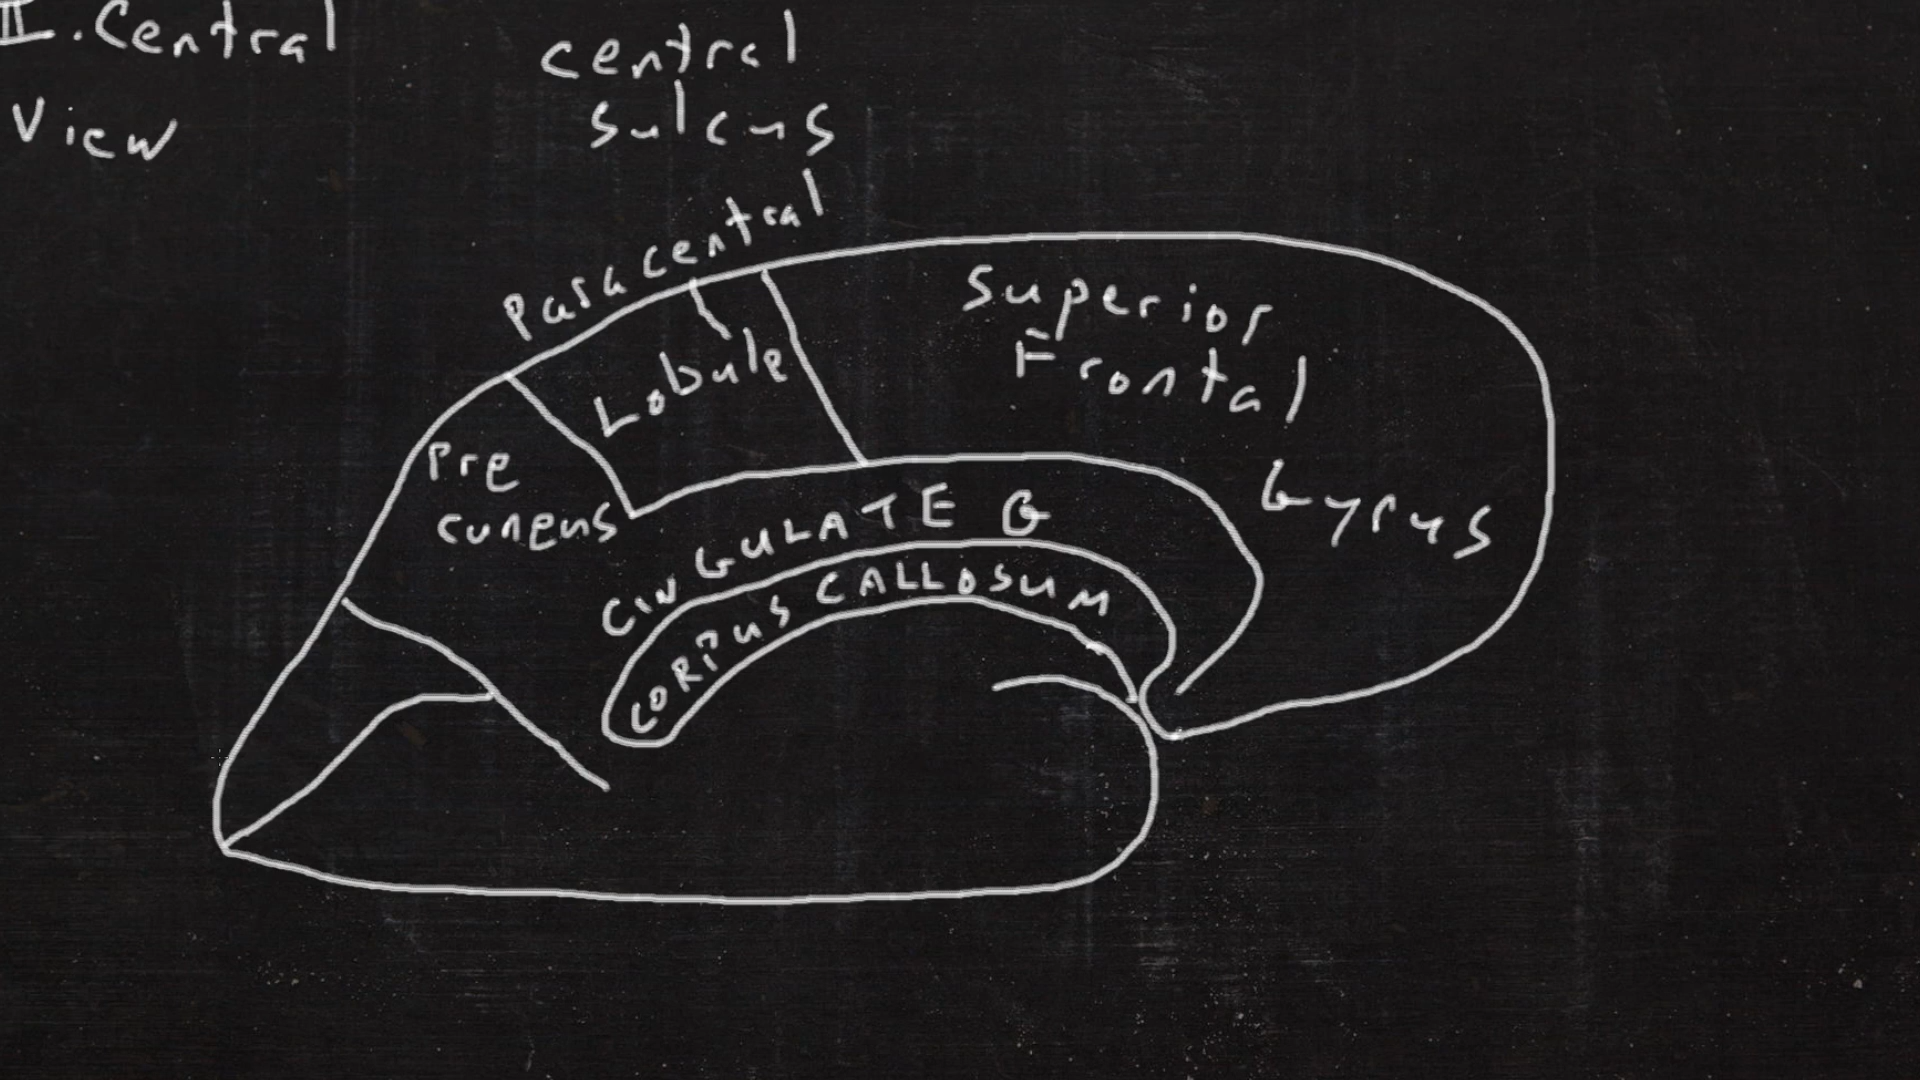 II. Central
View
central
sulcus
Paracentral
Lobule
Superior
Frontal
Gyrus
Pre
cuneus
CINGULATE G
CORPUS CALLOSUM